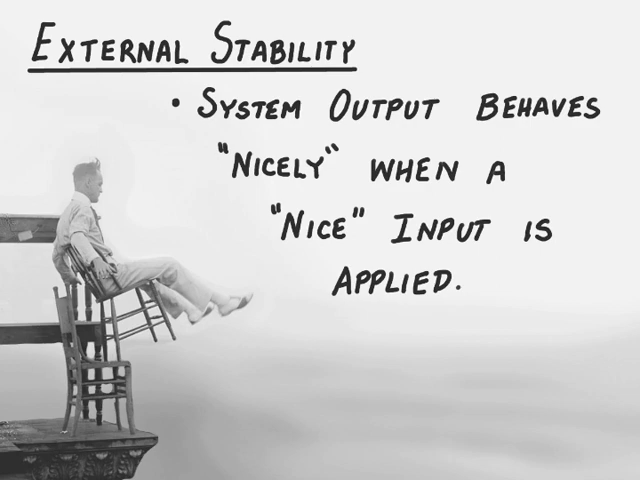 External Stability
• System Output Behaves
"Nicely" when a
"Nice" Input is
Applied.